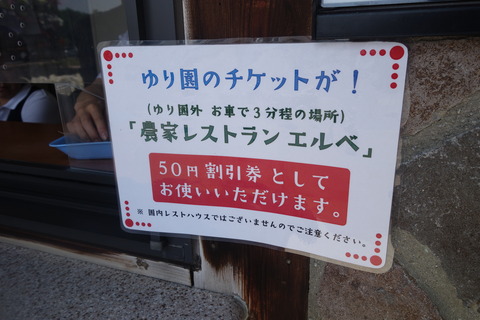 ゆり園のチケットが!
(ゆり園外 お車で3分程の場所)
「農家レストラン エルベ」
50円 割引券 として
お使いいただけます。
※ 園内レストハウスではございませんのでご注意ください。